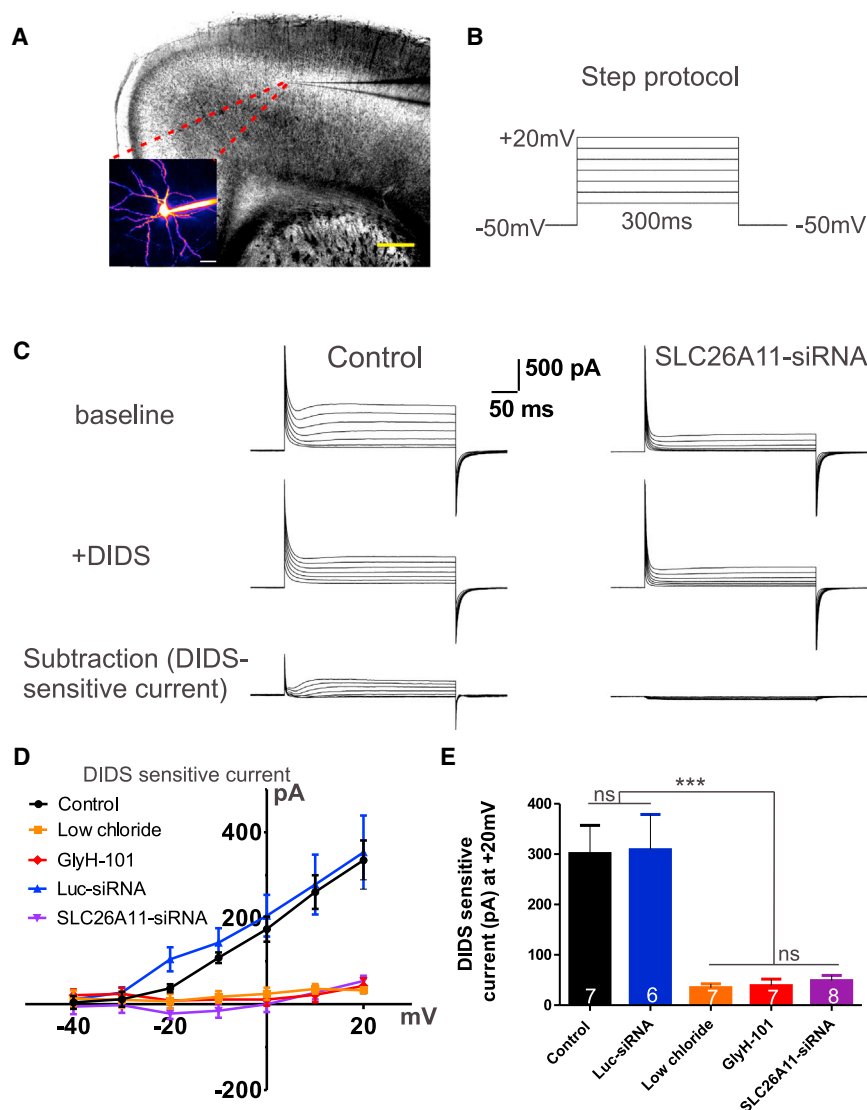 A
B
Step protocol
+20mV
300ms
-50mV
-50mV
C
Control
SLC26A11-siRNA
500 pA
50 ms
baseline
+DIDS
Subtraction (DIDS-
sensitive current)
D
DIDS sensitive current
pA
Control
Low chloride
GlyH-101
Luc-siRNA
SLC26A11-siRNA
400
200
-40
-20
20
mV
-200
E
***
ns
ns
DIDS sensitive
current (pA) at +20mV
400
300
200
100
0
7
6
7
7
8
Control
Luc-siRNA
Low chloride
GlyH-101
SLC26A11-siRNA